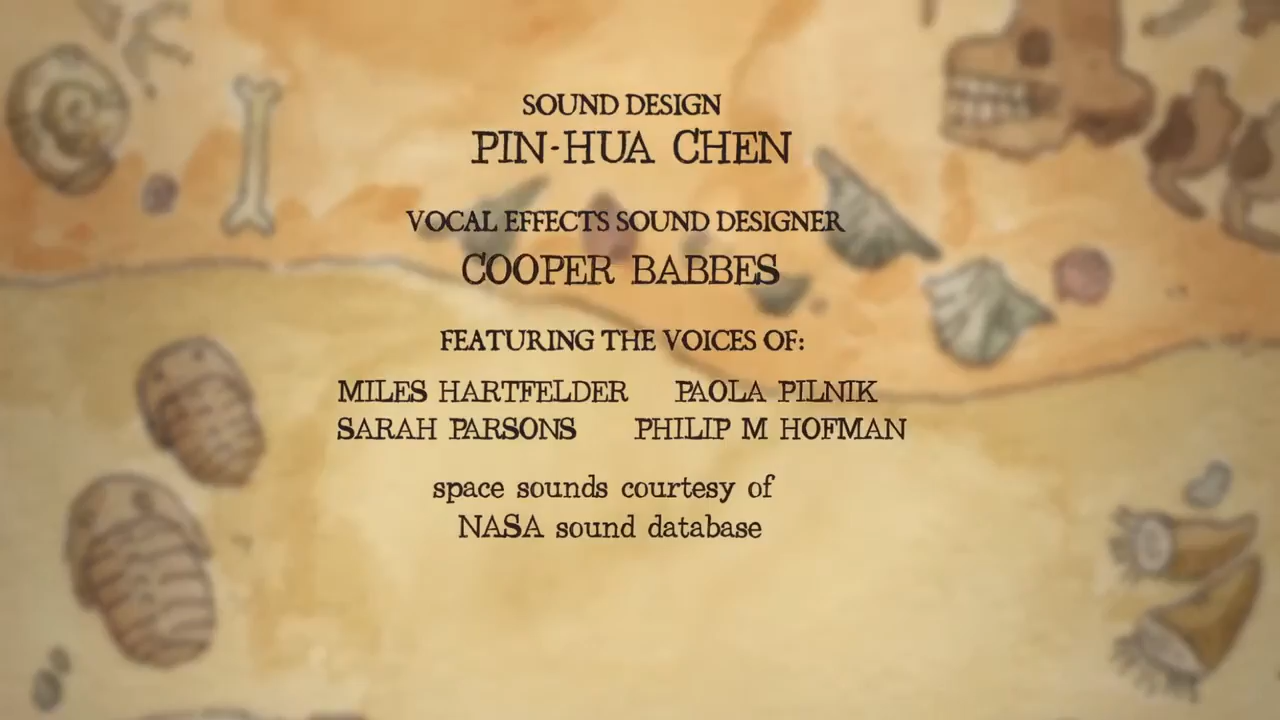 SOUND DESIGN
PIN-HUA CHEN
VOCAL EFFECTS SOUND DESIGNER
COOPER BABBES
FEATURING THE VOICES OF:
MILES HARTFELDER PAOLA PILNIK
SARAH PARSONS PHILIP M HOFMAN
space sounds courtesy of
NASA sound database